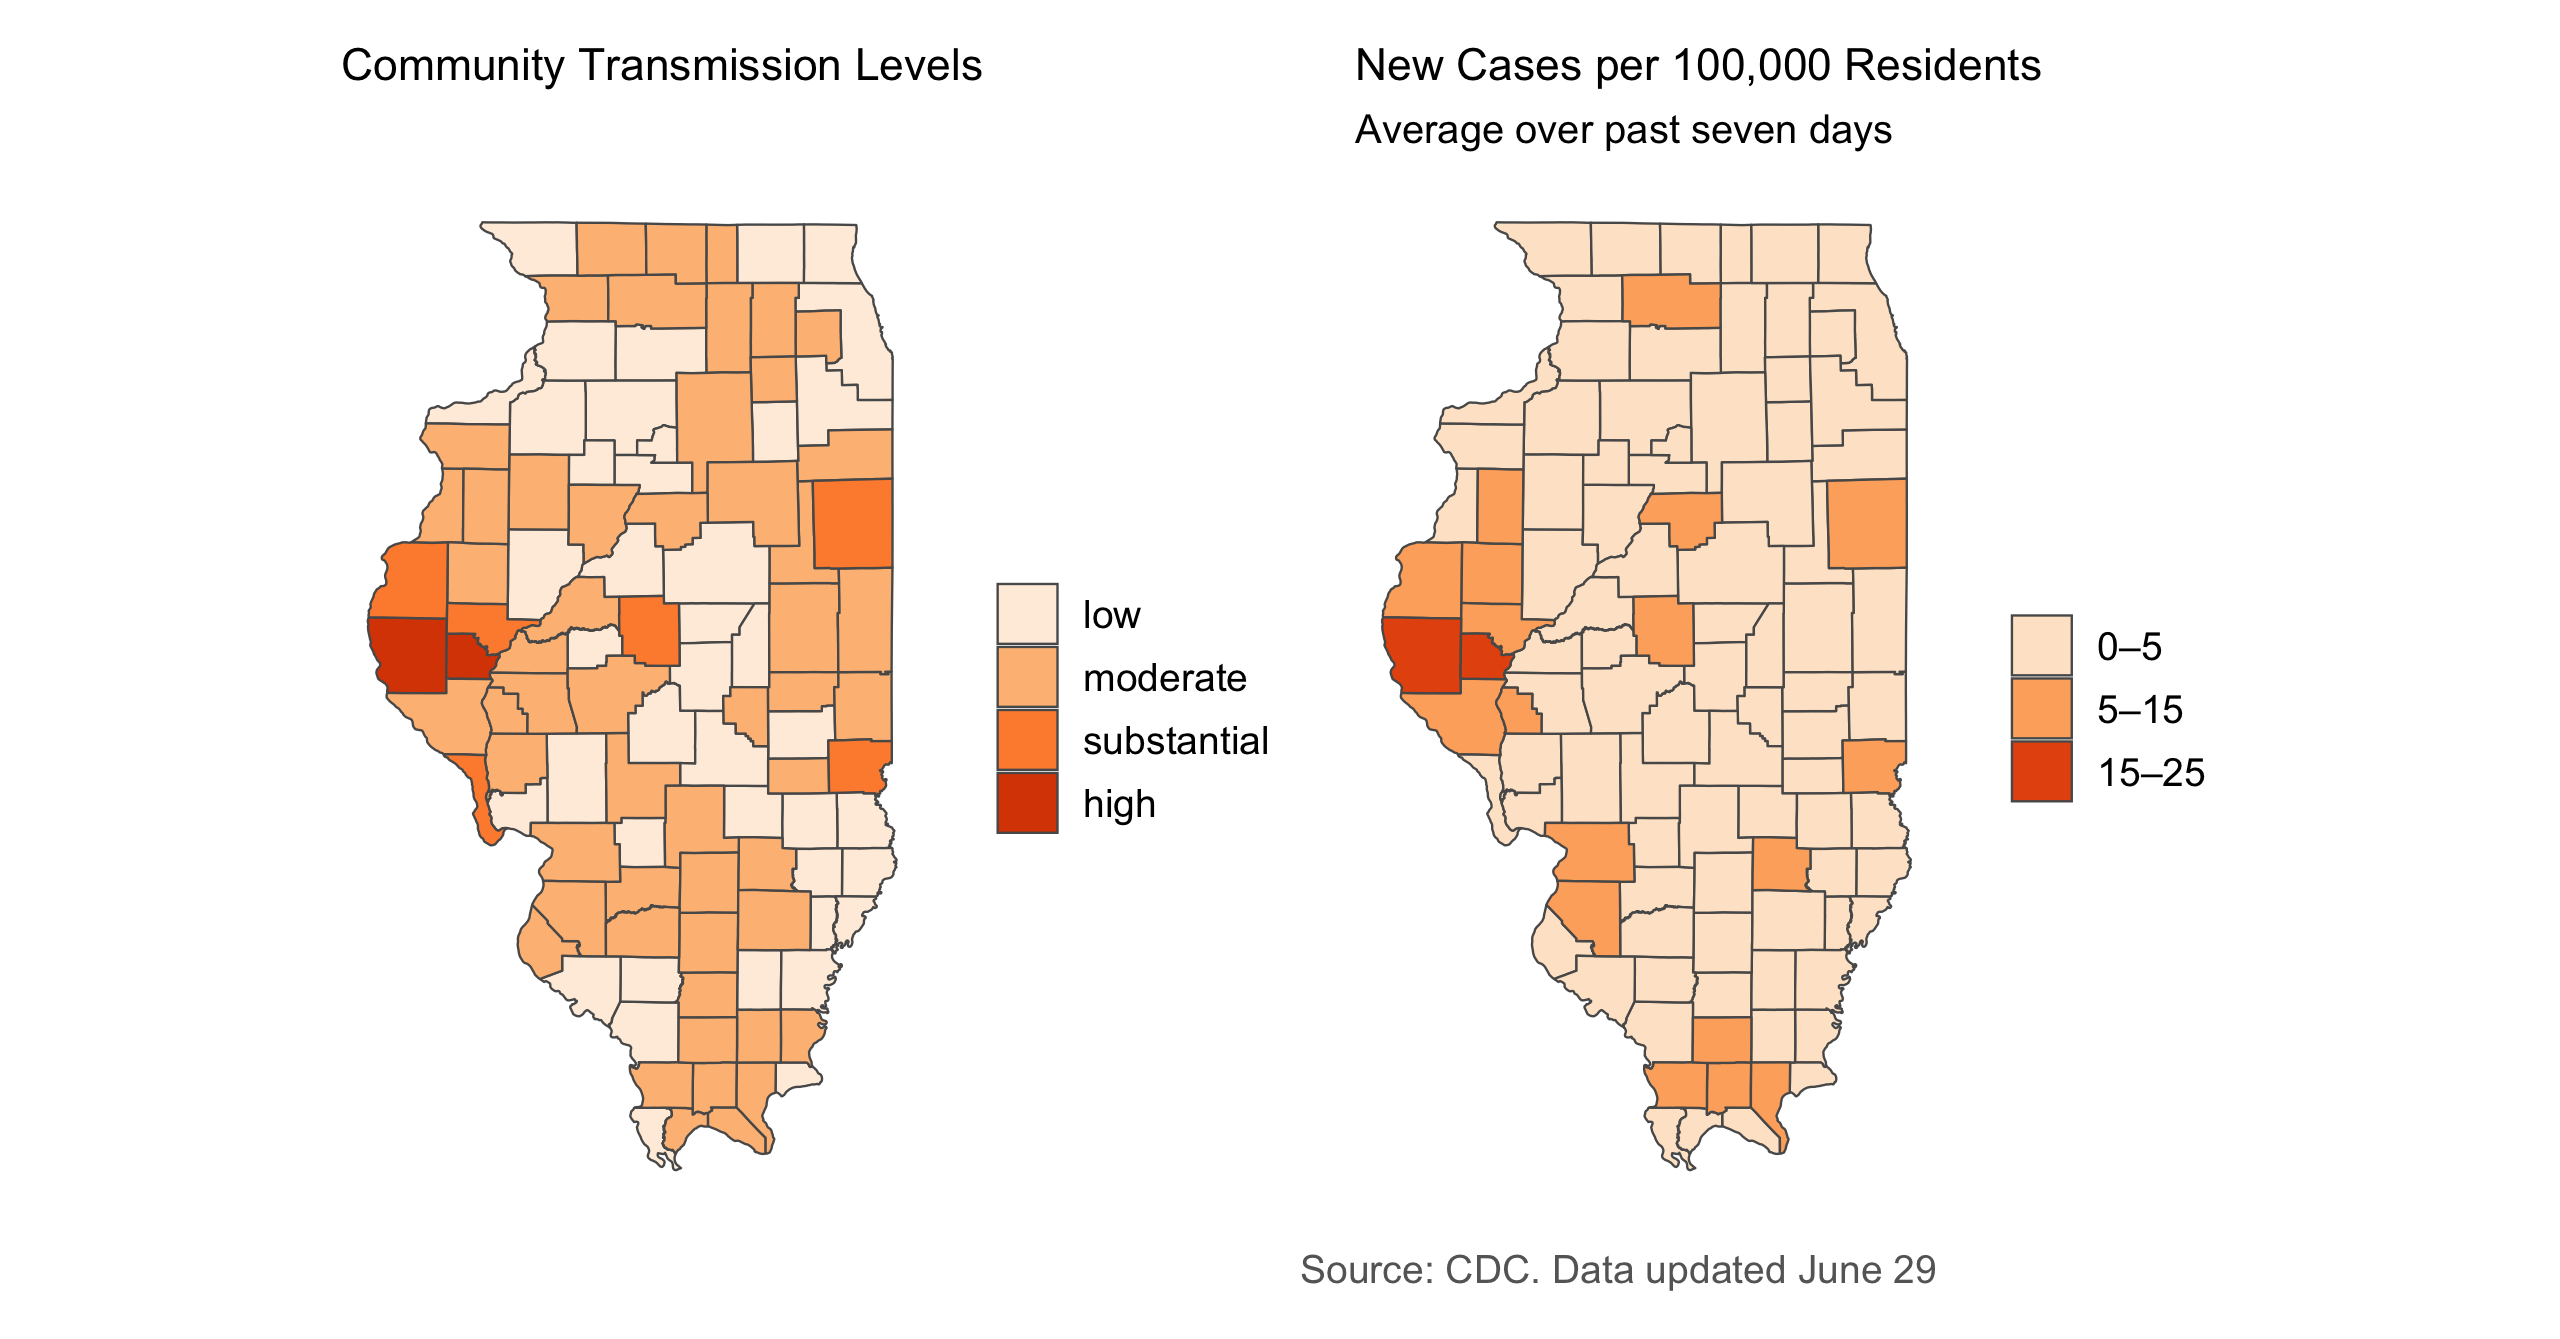 Community Transmission Levels
low
moderate
substantial
high
New Cases per 100,000 Residents
Average over past seven days
0–5
5–15
15–25
Source: CDC. Data updated June 29